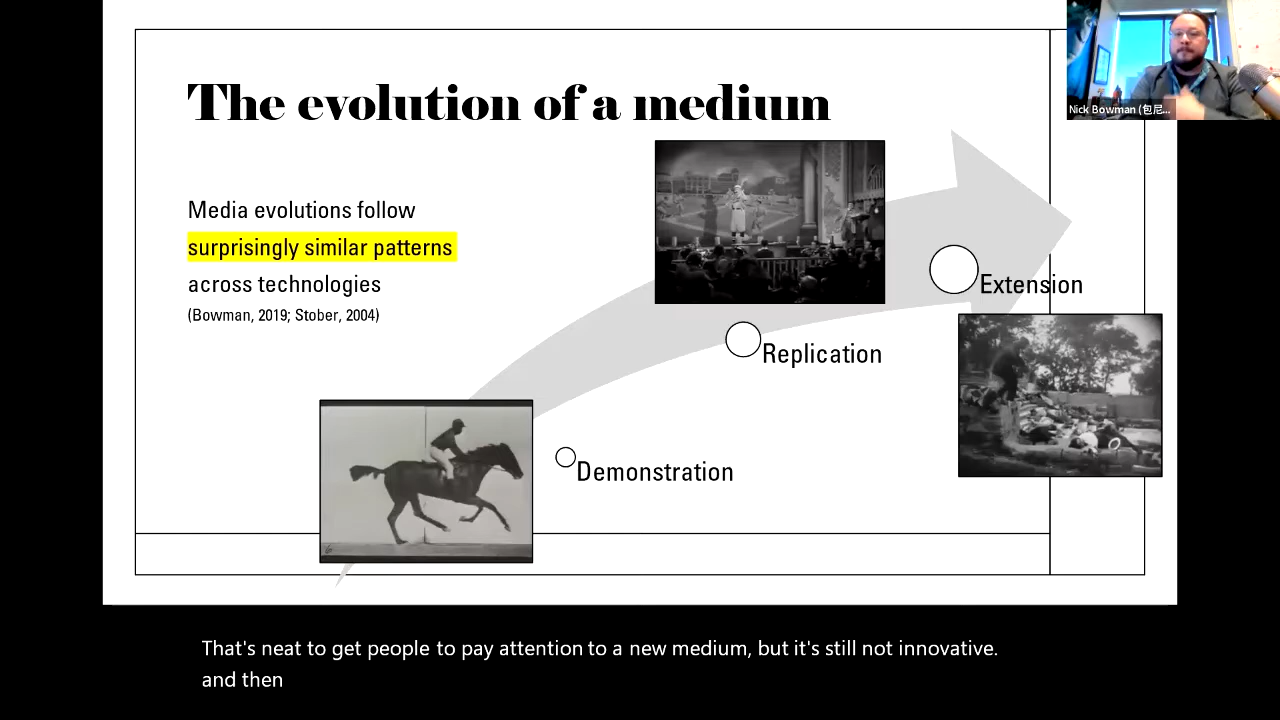 The evolution of a medium
Media evolutions follow
surprisingly similar patterns
across technologies
(Bowman, 2019; Stober, 2004)
Extension
Replication
Demonstration
Nick Bowman (包尼...
That's neat to get people to pay attention to a new medium, but it's still not innovative.
and then